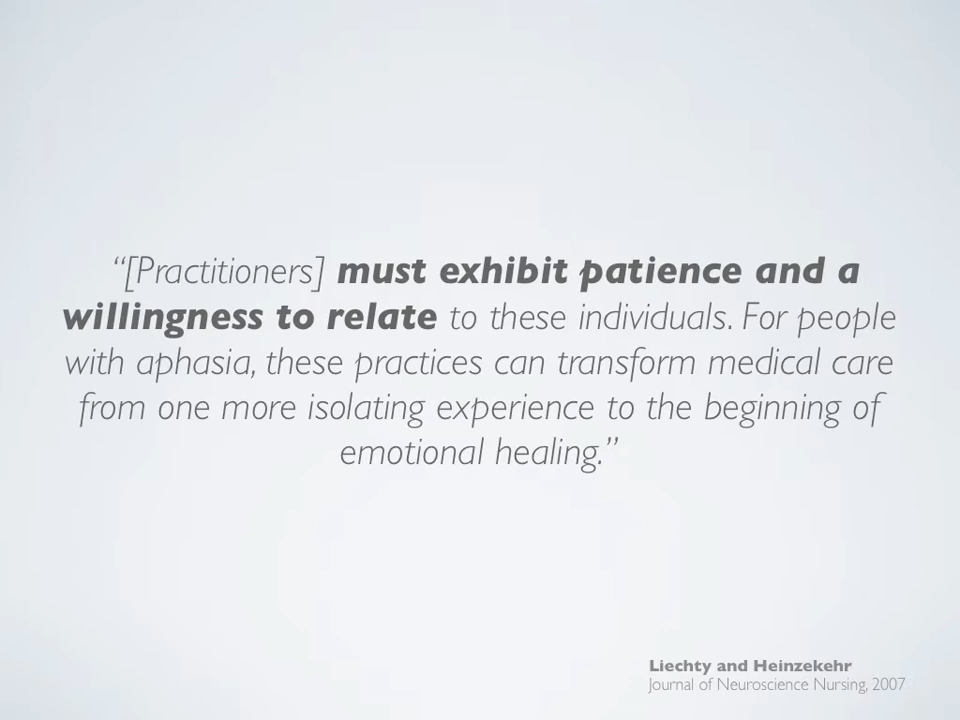 “[Practitioners] must exhibit patience and a
willingness to relate to these individuals. For people
with aphasia, these practices can transform medical care
from one more isolating experience to the beginning of
emotional healing.”
Liechty and Heinzekehr
Journal of Neuroscience Nursing, 2007